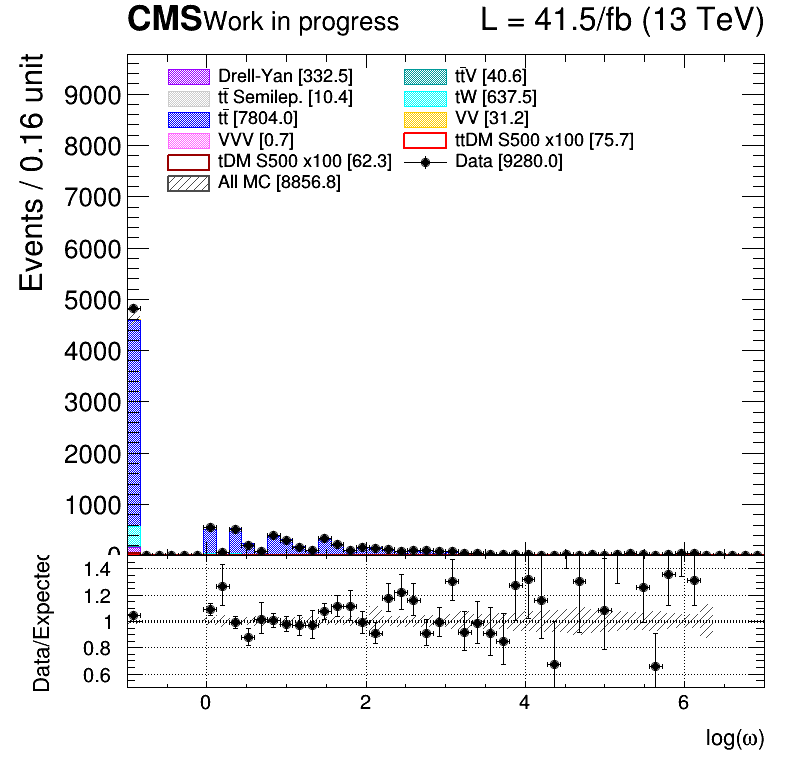 CMS Work in progress L = 41.5/fb (13 TeV)
Events / 0.16 unit
9000
8000
7000
6000
5000
4000
3000
2000
1000
0
Drell-Yan [332.5]
tt̄ Semilep. [10.4]
tt̄ [7804.0]
VVV [0.7]
tDM S500 x100 [62.3]
All MC [8856.8]
tt̄V [40.6]
tW [637.5]
VV [31.2]
ttDM S500 x100 [75.7]
Data [9280.0]
Data/Expected
1.4
1.2
1
0.8
0.6
0 2 4 6
log(ω)